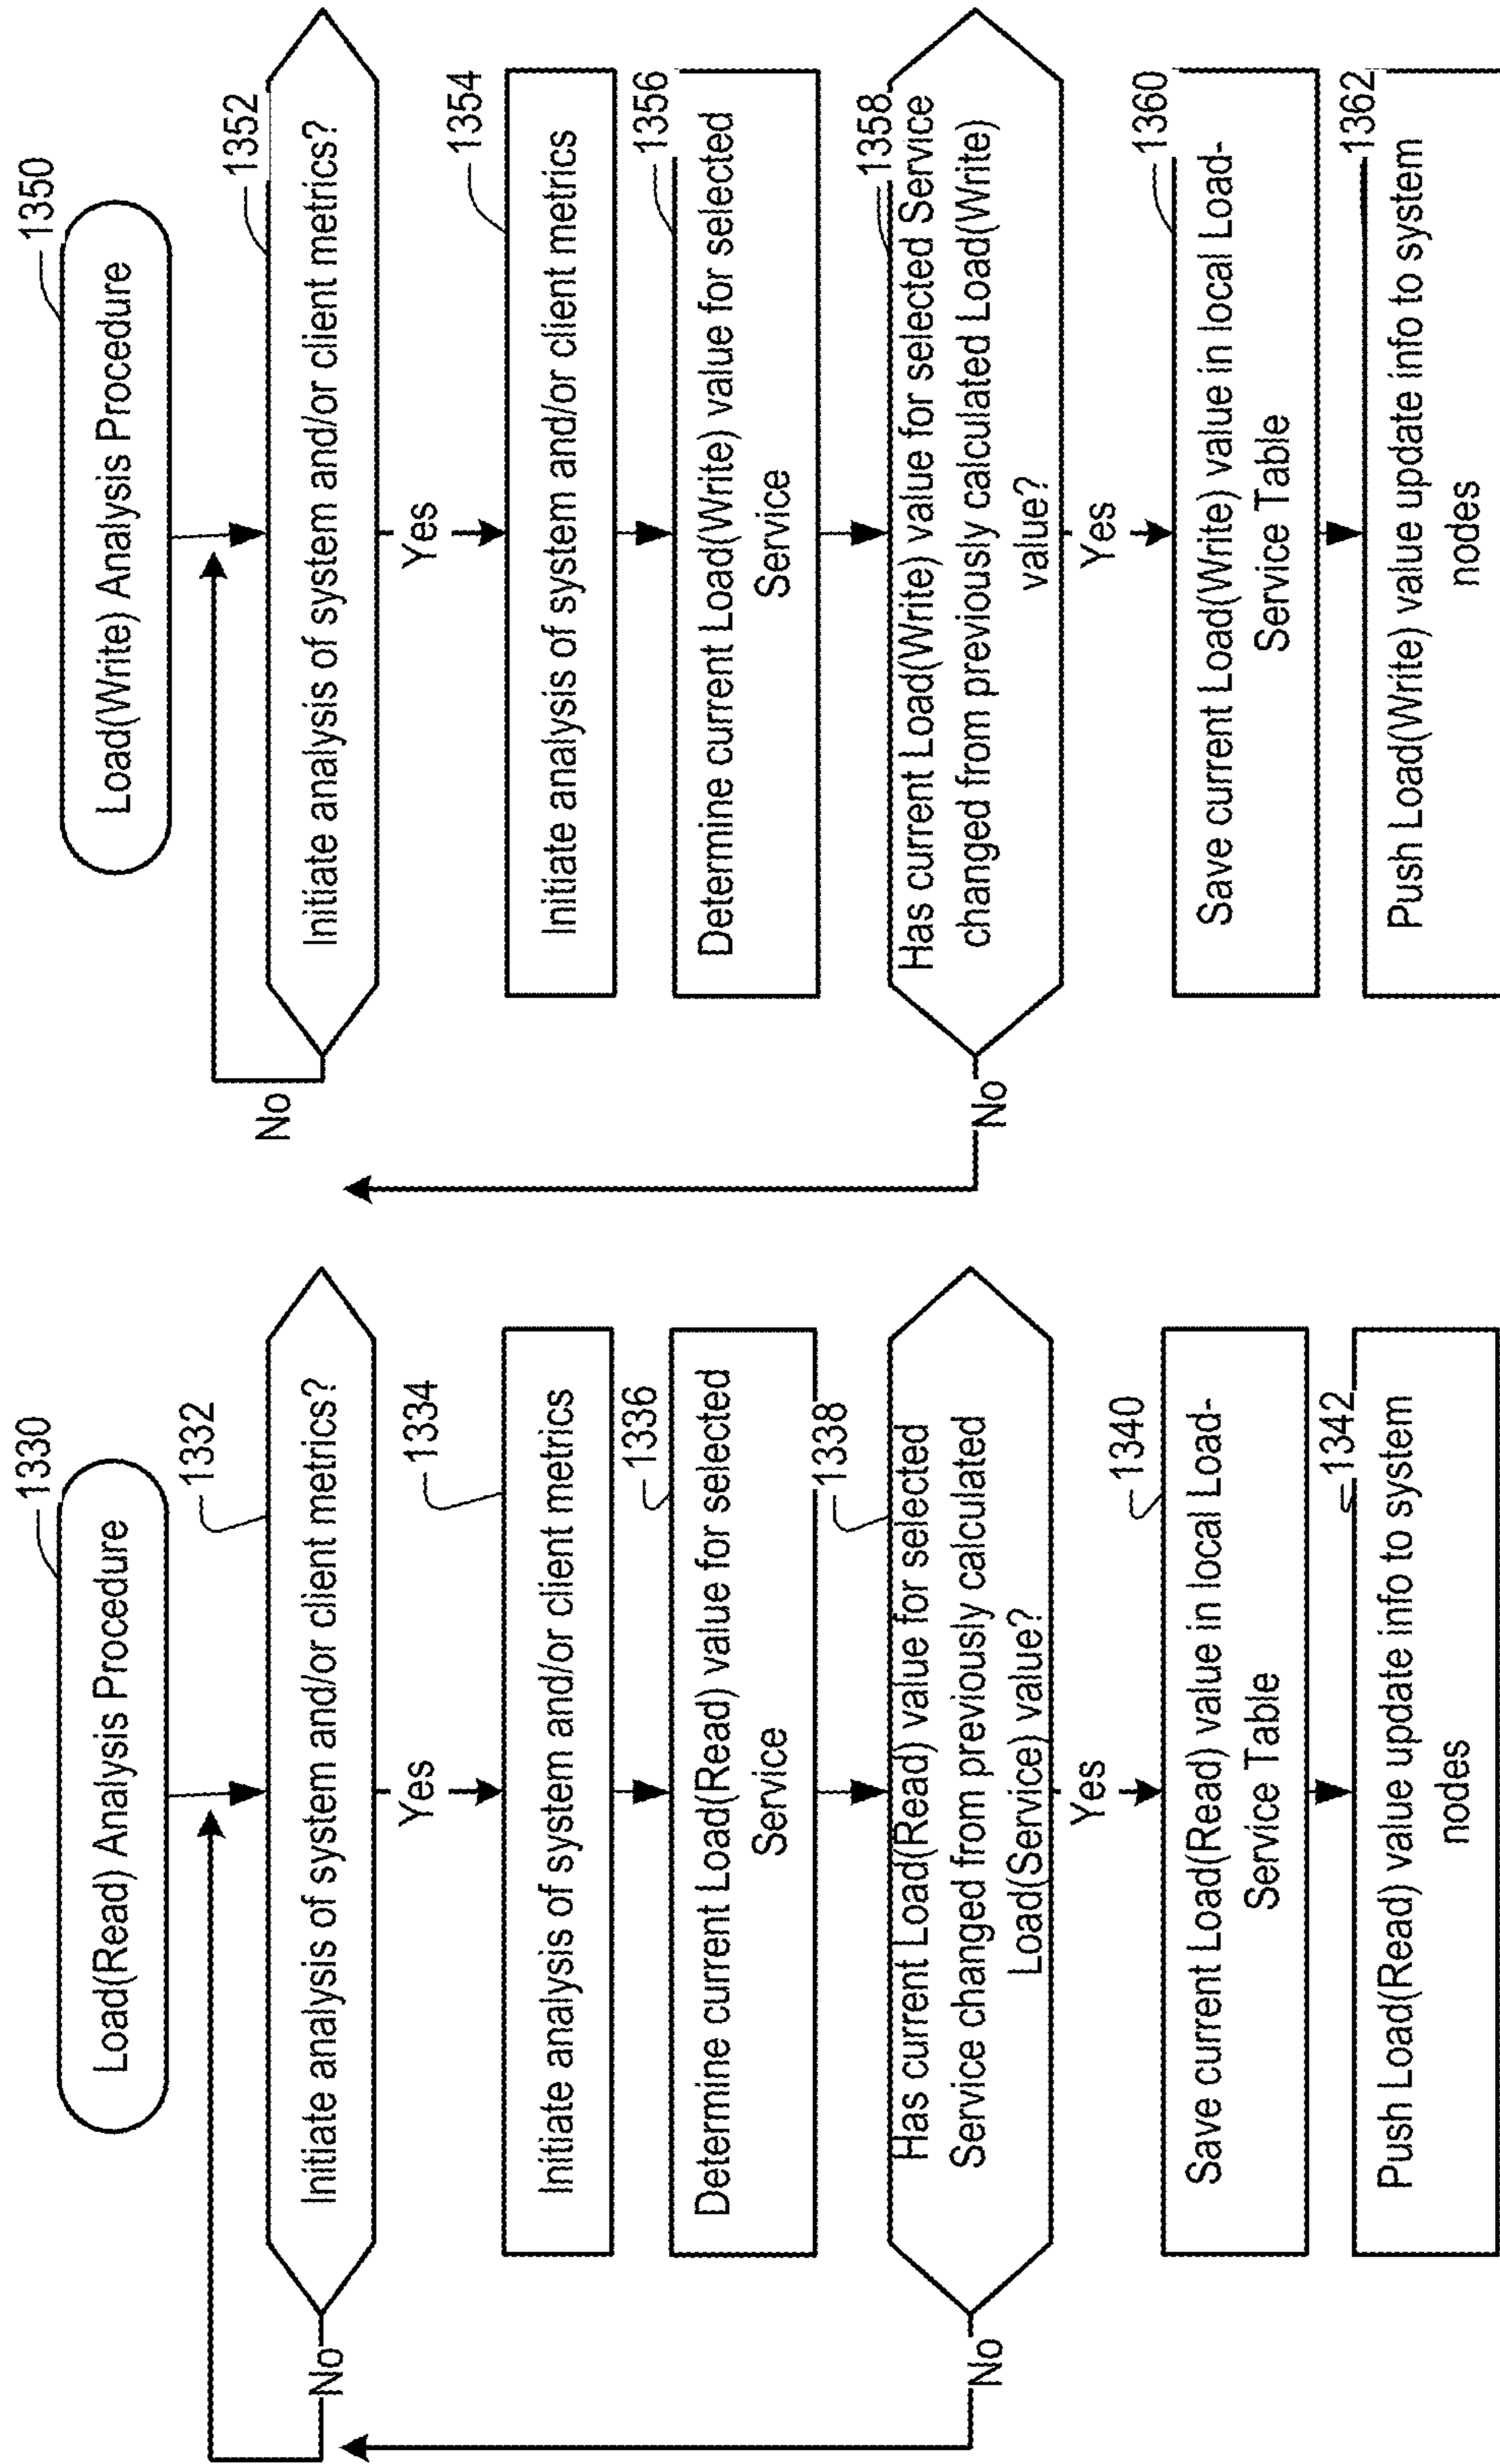 1330
Load(Read) Analysis Procedure
1332
Initiate analysis of system and/or client metrics?
No
Yes
1334
Initiate analysis of system and/or client metrics
1336
Determine current Load(Read) value for selected
Service
1338
Has current Load(Read) value for selected
Service changed from previously calculated
Load(Service) value?
No
Yes
1340
Save current Load(Read) value in local Load-
Service Table
1342
Push Load(Read) value update info to system
nodes
1350
Load(Write) Analysis Procedure
1352
Initiate analysis of system and/or client metrics?
No
Yes
1354
Initiate analysis of system and/or client metrics
1356
Determine current Load(Write) value for selected
Service
1358
Has current Load(Write) value for selected Service
changed from previously calculated Load(Write)
value?
No
Yes
1360
Save current Load(Write) value in local Load-
Service Table
1362
Push Load(Write) value update info to system
nodes